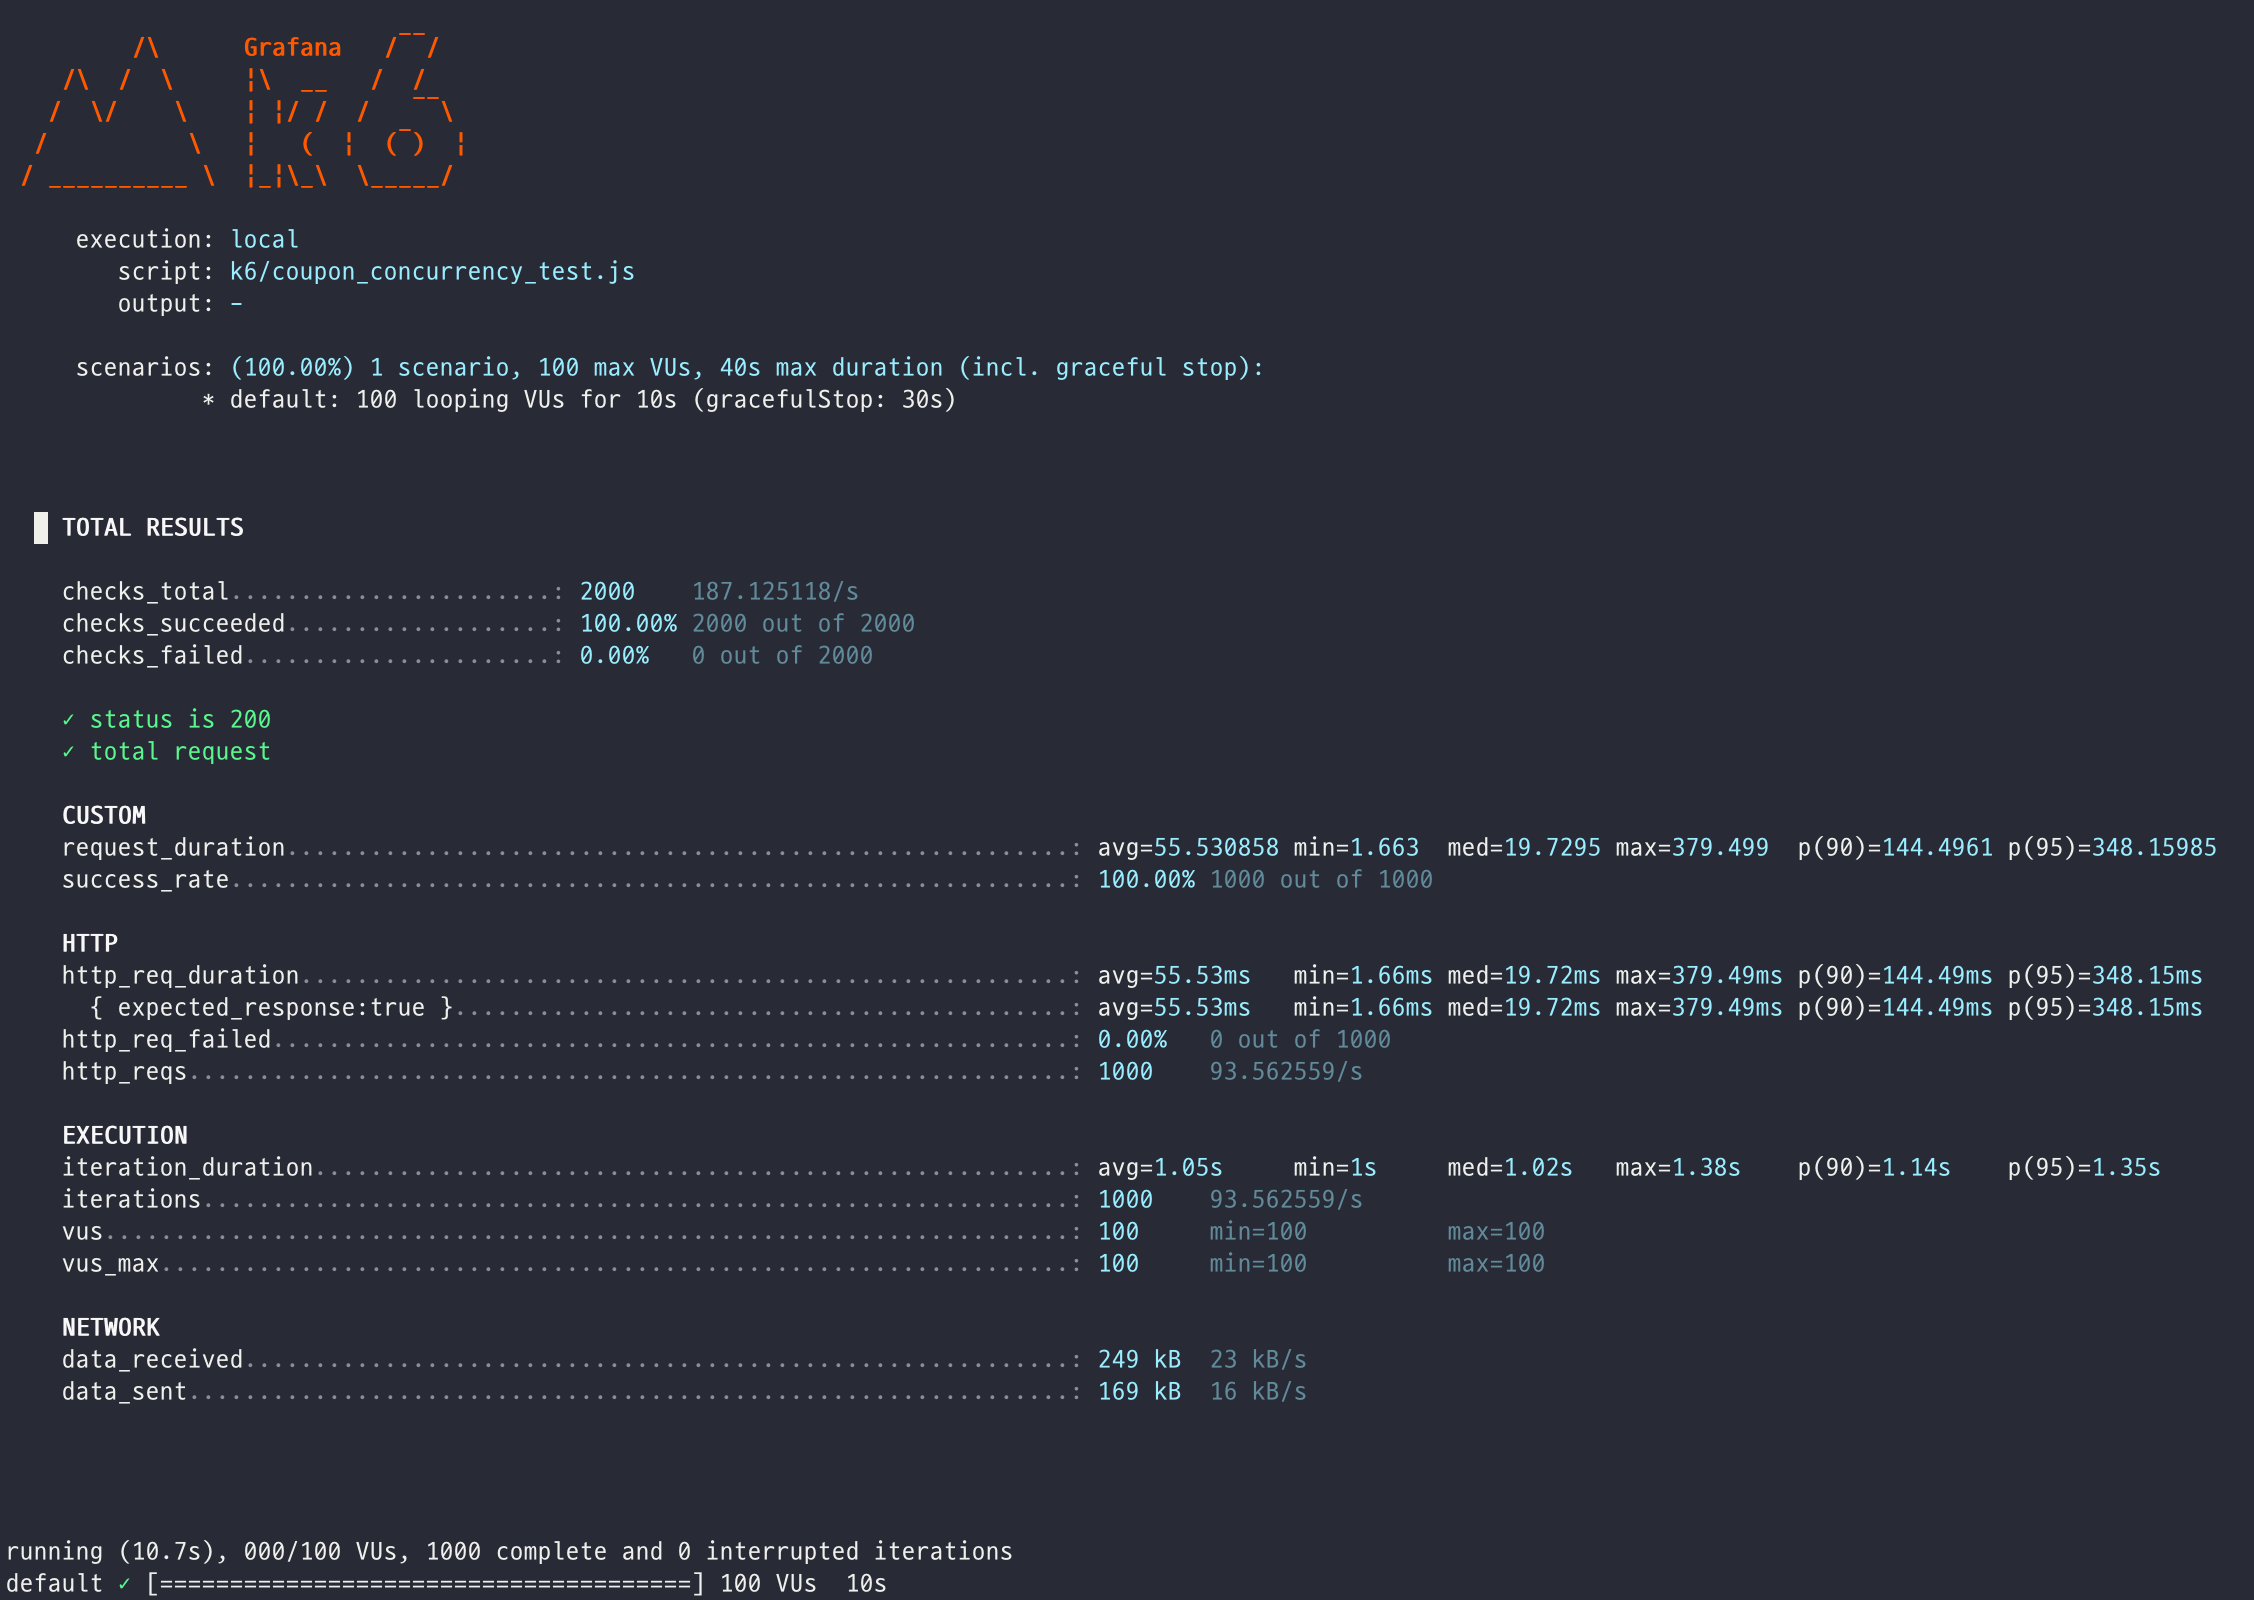 Grafana
execution: local
script: k6/coupon_concurrency_test.js
output: -
scenarios: (100.00%) 1 scenario, 100 max VUs, 40s max duration (incl. graceful stop):
* default: 100 looping VUs for 10s (gracefulStop: 30s)
TOTAL RESULTS
checks_total.......................: 2000    187.125118/s
checks_succeeded...................: 100.00% 2000 out of 2000
checks_failed......................: 0.00%   0 out of 2000
✓ status is 200
✓ total request
CUSTOM
request_duration........................................................: avg=55.530858 min=1.663  med=19.7295 max=379.499  p(90)=144.4961 p(95)=348.15985
success_rate............................................................: 100.00% 1000 out of 1000
HTTP
http_req_duration.......................................................: avg=55.53ms   min=1.66ms med=19.72ms max=379.49ms p(90)=144.49ms p(95)=348.15ms
{ expected_response:true }............................................: avg=55.53ms   min=1.66ms med=19.72ms max=379.49ms p(90)=144.49ms p(95)=348.15ms
http_req_failed.........................................................: 0.00%   0 out of 1000
http_reqs...............................................................: 1000    93.562559/s
EXECUTION
iteration_duration......................................................: avg=1.05s     min=1s     med=1.02s   max=1.38s    p(90)=1.14s    p(95)=1.35s
iterations..............................................................: 1000    93.562559/s
vus.....................................................................: 100     min=100          max=100
vus_max.................................................................: 100     min=100          max=100
NETWORK
data_received...........................................................: 249 kB  23 kB/s
data_sent...............................................................: 169 kB  16 kB/s
running (10.7s), 000/100 VUs, 1000 complete and 0 interrupted iterations
default ✓ [======================================] 100 VUs  10s